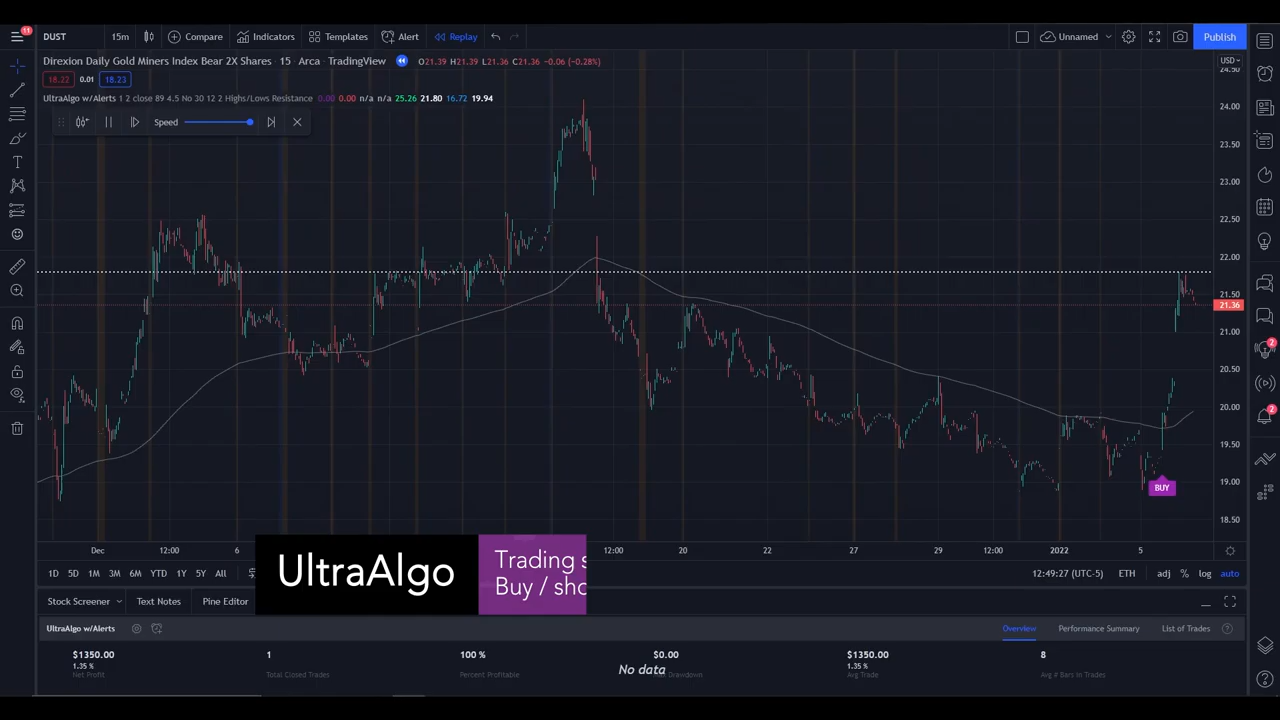 11
DUST 15m Compare Indicators Templates Alert Replay Unnamed Publish
Direxion Daily Gold Miners Index Bear 2X Shares · 15 · Arca · TradingView O21.39 H21.39 L21.36 C21.36 −0.06 (−0.28%) USD
18.22 0.01 18.23
24.50
UltraAlgo w/Alerts 1 2 close 89 4.5 No 30 12 2 Highs/Lows Resistance 0.00 0.00 n/a n/a 25.26 21.80 16.72 19.94
24.00
Speed
23.50
23.00
22.50
22.00
21.50
21.36
21.00
20.50
20.00
19.50
19.00
BUY
18.50
2
2
Dec 12:00 6 12:00 20 22 27 29 12:00 2022 5
1D 5D 1M 3M 6M YTD 1Y 5Y All 12:49:27 (UTC-5) ETH adj % log auto
UltraAlgo
Trading s
Buy / sho
Stock Screener Text Notes Pine Editor
UltraAlgo w/Alerts Overview Performance Summary List of Trades
$1350.00 1 100 % $0.00 $1350.00 8
1.35 % 1.35 %
No data
Net Profit Total Closed Trades Percent Profitable Drawdown Avg Trade Avg # Bars In Trades